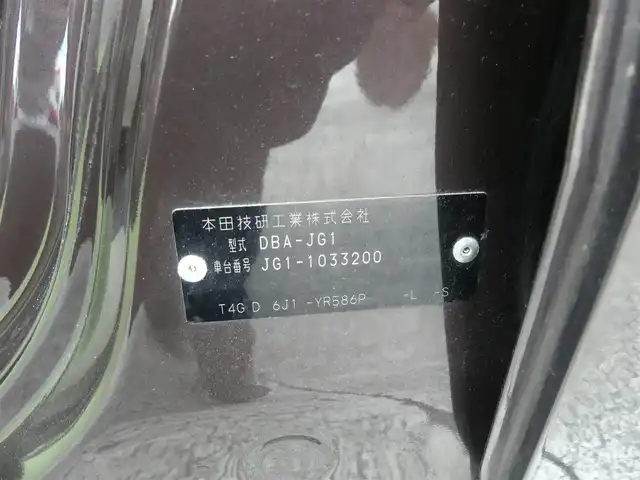 本田技研工業株式会社
型式 DBA-JG1
車台番号 JG1-1033200
T4G D 6J1 -YR586P -L -S